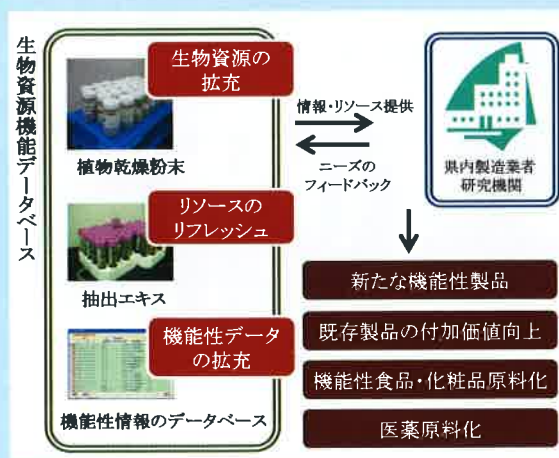 生物資源機能データベース
生物資源の
拡充
植物乾燥粉末
リソースの
リフレッシュ
抽出エキス
機能性データ
の拡充
機能性情報のデータベース
情報・リソース提供
ニーズの
フィードバック
県内製造業者
研究機関
新たな機能性製品
既存製品の付加価値向上
機能性食品・化粧品原料化
医薬原料化